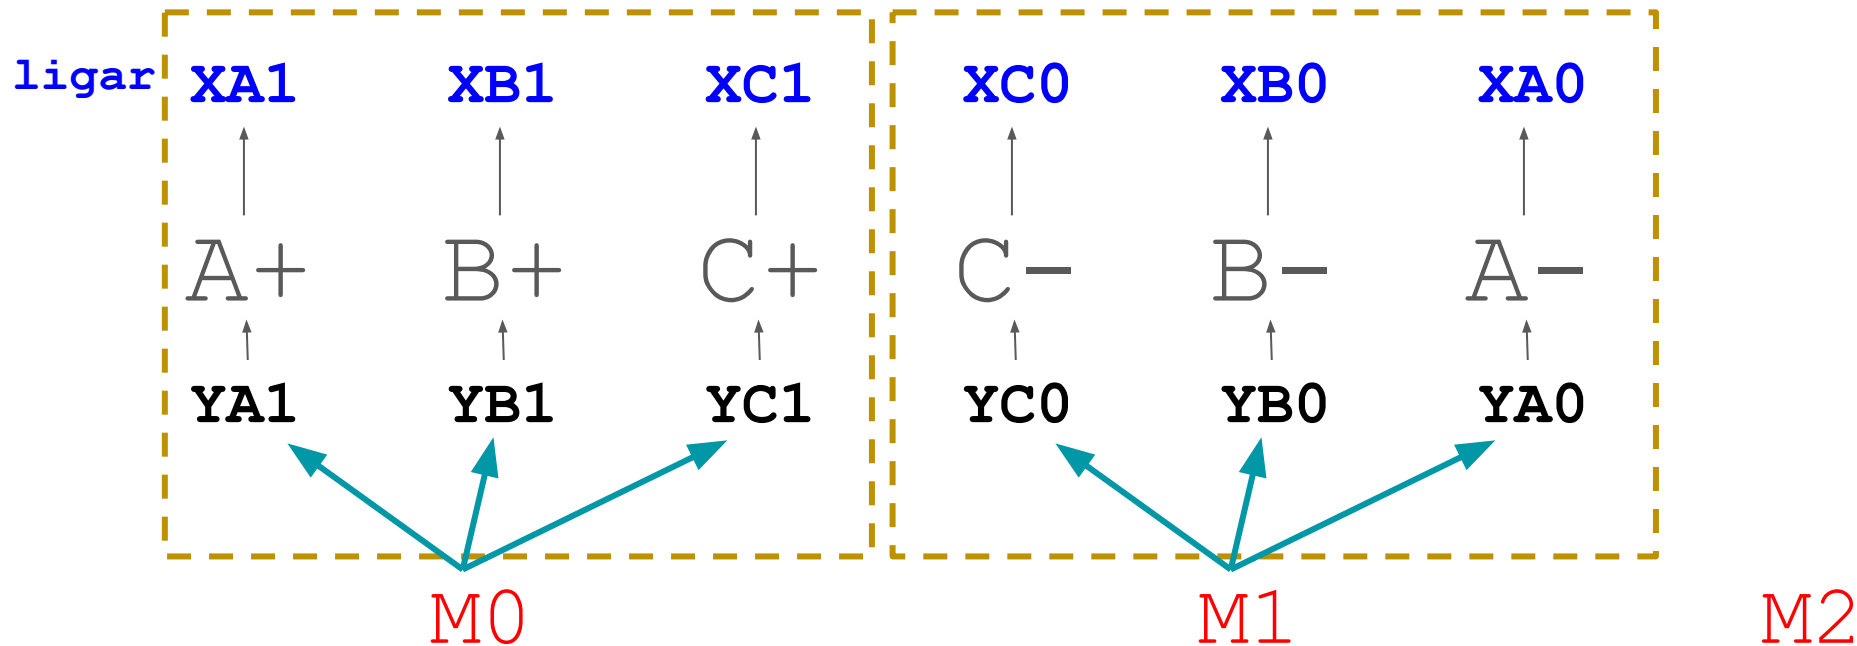 ligar XA1 XB1 XC1 XC0 XB0 XA0
A+ B+ C+ C- B- A-
YA1 YB1 YC1 YC0 YB0 YA0
M0 M1 M2